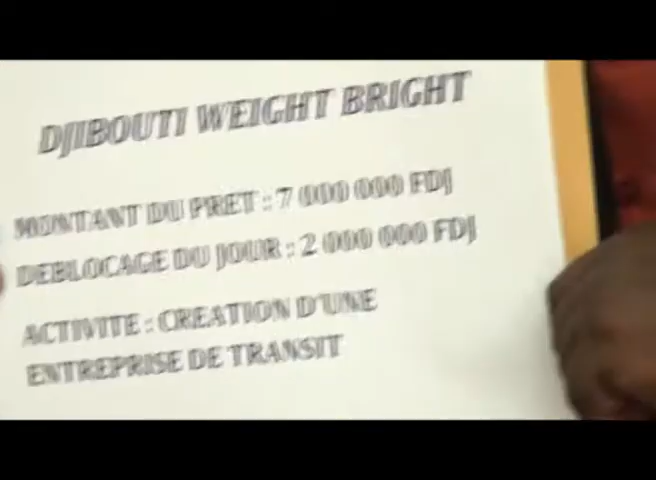 DJIBOUTI WEIGHT BRIGHT
MONTANT DU PRET : 7 000 000 FDJ
DEBLOCAGE DU JOUR : 2 000 000 FDJ
ACTIVITE : CREATION D'UNE
ENTREPRISE DE TRANSIT